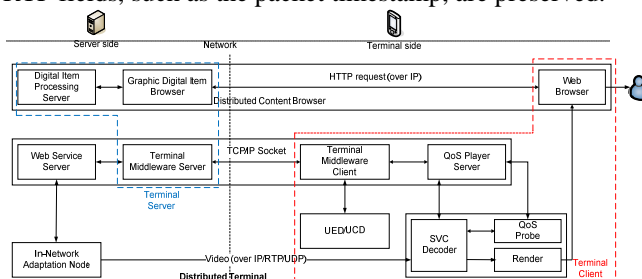 fields, such as the packet timestamp, are preserved.
Server side
Network
Terminal side
Digital Item
Processing
Server
Graphic Digital Item
Browser
HTTP request (over IP)
Distributed Content Browser
Web
Browser
Web Service
Server
Terminal
Middleware Server
TCP/IP Socket
Terminal
Middleware
Client
QoS Player
Server
Terminal
Server
UED/UCD
SVC
Decoder
QoS
Probe
Render
In-Network
Adaptation Node
Video (over IP/RTP/UDP)
Distributed Terminal
Terminal
Client